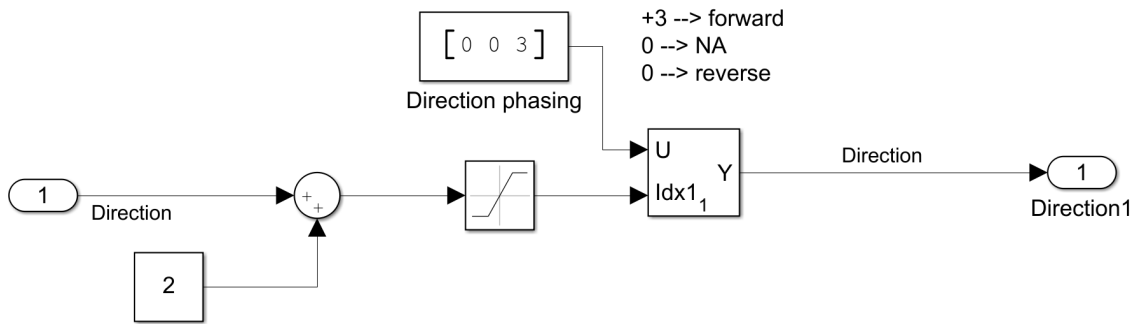 [0 0 3]
Direction phasing
+3 --> forward
0 --> NA
0 --> reverse
1
Direction
+
+
2
U
Idx1 1
Y
Direction
1
Direction1